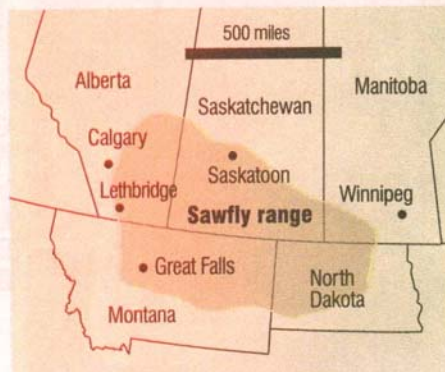 500 miles
Alberta
Manitoba
Saskatchewan
Calgary
Saskatoon
Lethbridge
Winnipeg
Sawfly range
Great Falls
North
Dakota
Montana